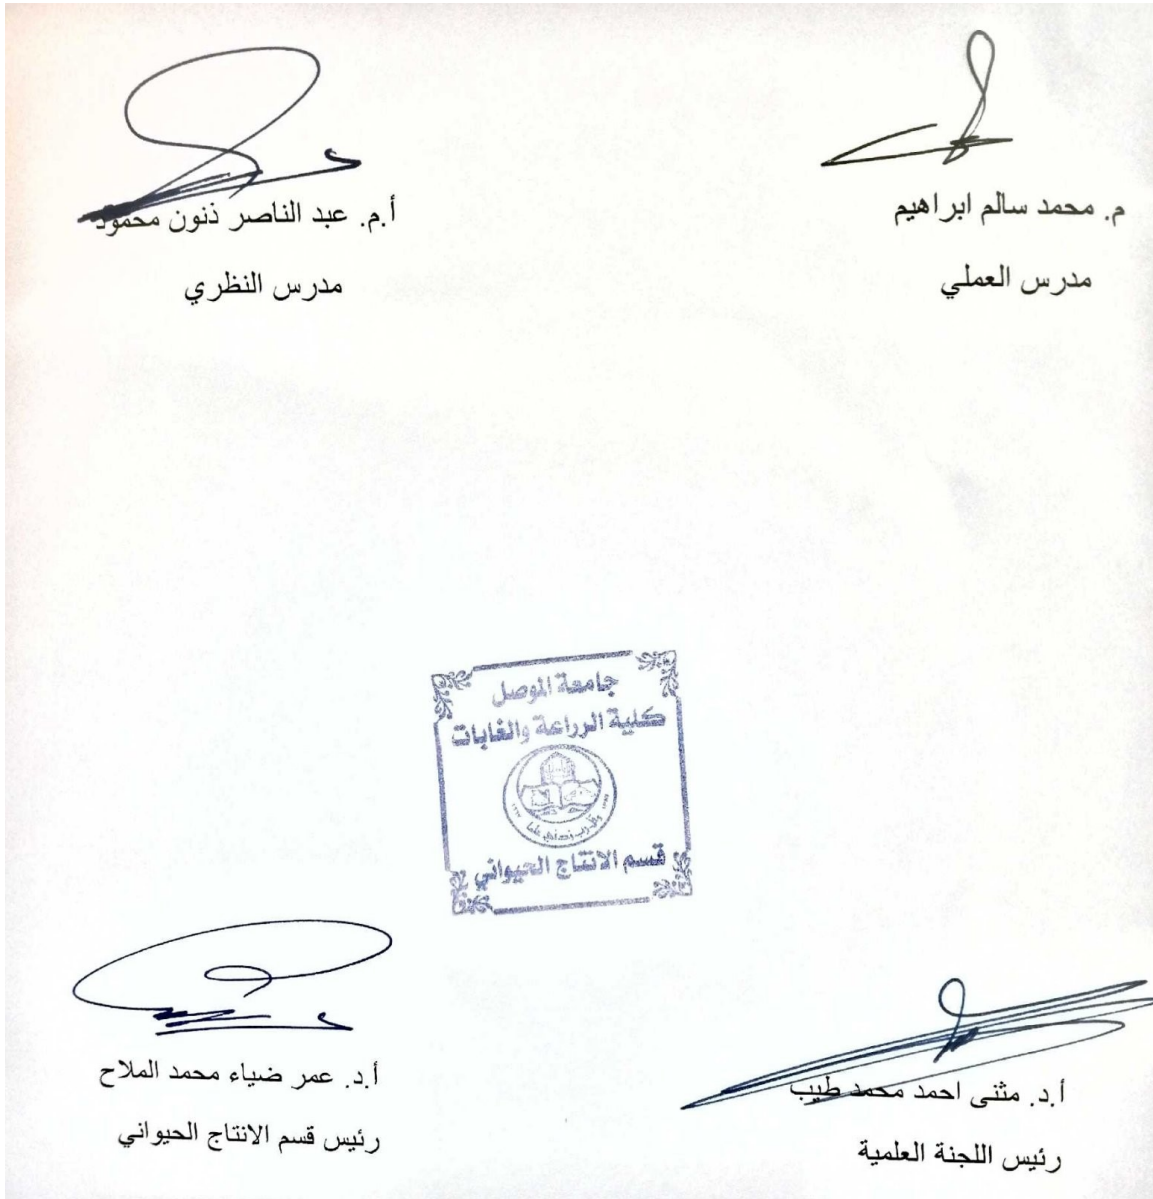 م. محمد سالم ابراهيم
مدرس العملي
أ.م. عبد الناصر ذنون محمود
مدرس النظري
جامعة الموصل
كلية الزراعة والغابات
قسم الانتاج الحيواني
أ.د. مثنى احمد محمد طيب
رئيس اللجنة العلمية
أ.د. عمر ضياء محمد الملاح
رئيس قسم الانتاج الحيواني